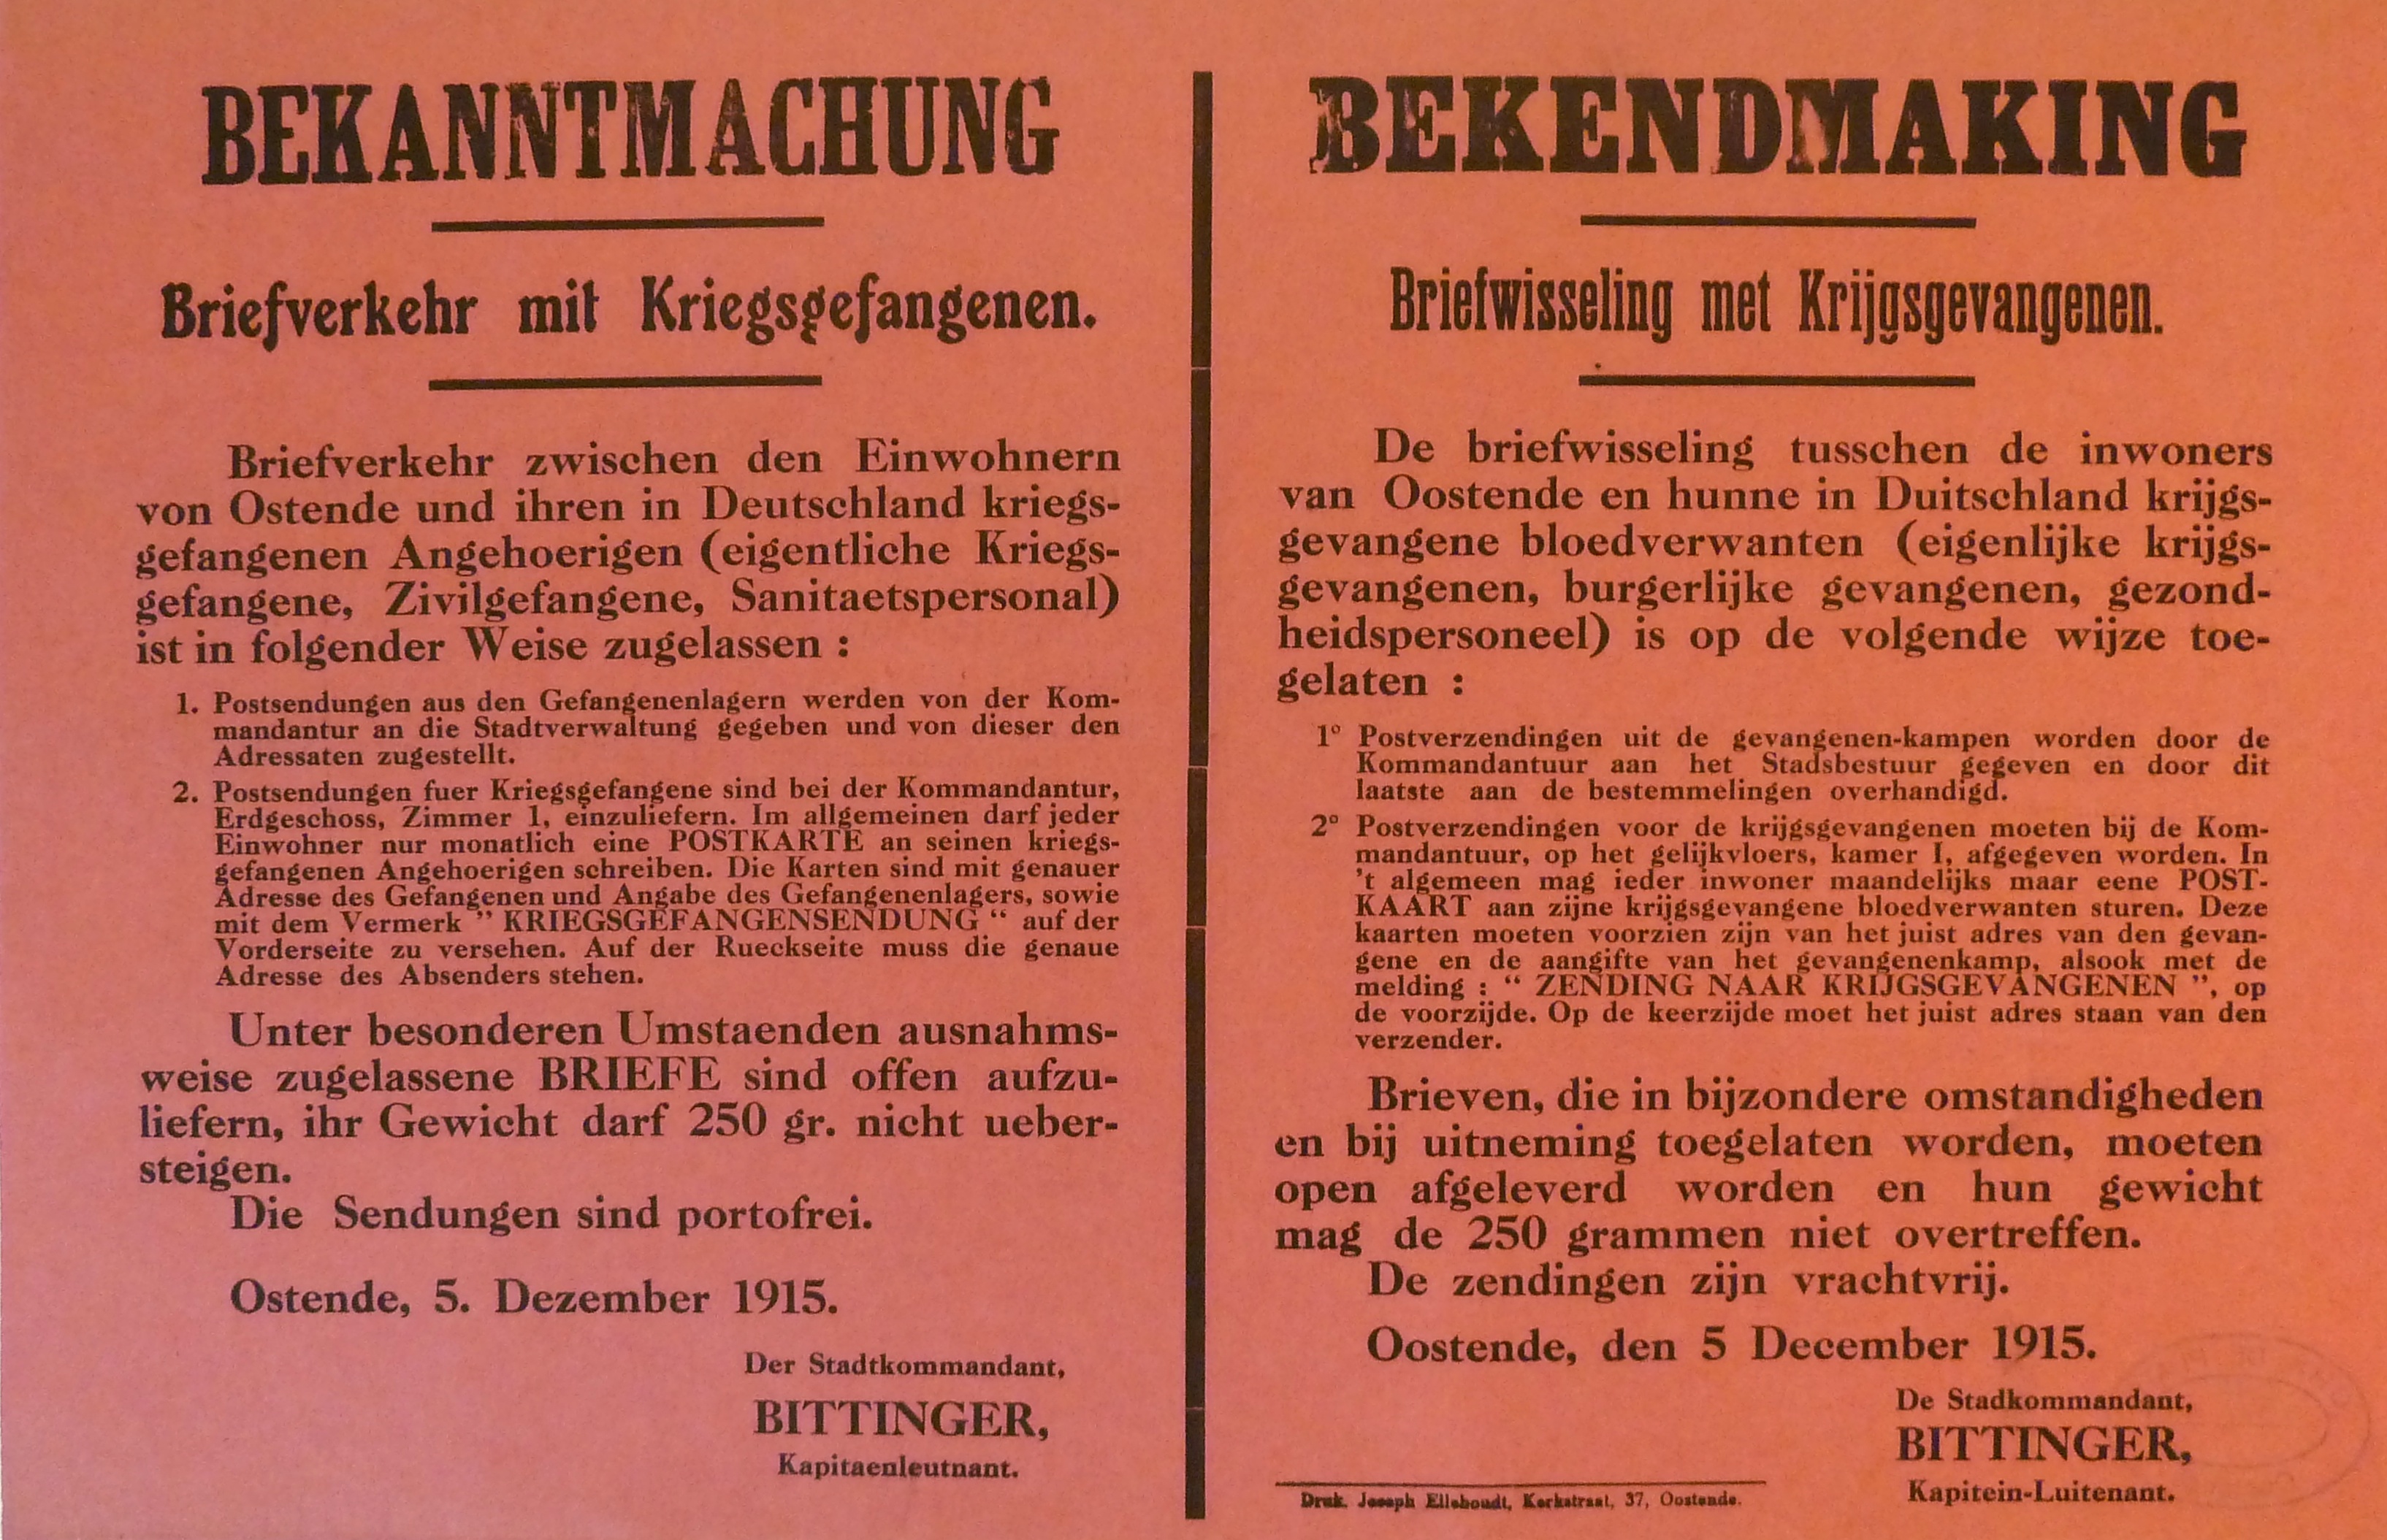 BEKANNTMACHUNG
Briefverkehr mit Kriegsgefangenen.
Briefverkehr zwischen den Einwohnern
von Ostende und ihren in Deutschland kriegs-
gefangenen Angehoerigen (eigentliche Kriegs-
gefangene, Zivilgefangene, Sanitaetspersonal)
ist in folgender Weise zugelassen :
1. Postsendungen aus den Gefangenenlagern werden von der Kom-
mandantur an die Stadtverwaltung gegeben und von dieser den
Adressaten zugestellt.
2. Postsendungen fuer Kriegsgefangene sind bei der Kommandantur,
Erdgeschoss, Zimmer 1, einzuliefern. Im allgemeinen darf jeder
Einwohner nur monatlich eine POSTKARTE an seinen kriegs-
gefangenen Angehoerigen schreiben. Die Karten sind mit genauer
Adresse des Gefangenen und Angabe des Gefangenenlagers, sowie
mit dem Vermerk ” KRIEGSGEFANGENSENDUNG “ auf der
Vorderseite zu versehen. Auf der Rueckseite muss die genaue
Adresse des Absenders stehen.
Unter besonderen Umstaenden ausnahms-
weise zugelassene BRIEFE sind offen aufzu-
liefern, ihr Gewicht darf 250 gr. nicht ueber-
steigen.
Die Sendungen sind portofrei.
Ostende, 5. Dezember 1915.
Der Stadtkommandant,
BITTINGER,
Kapitaenleutnant.
BEKENDMAKING
Briefwisseling met Krijgsgevangenen.
De briefwisseling tusschen de inwoners
van Oostende en hunne in Duitschland krijgs-
gevangene bloedverwanten (eigenlijke krijgs-
gevangenen, burgerlijke gevangenen, gezond-
heidspersoneel) is op de volgende wijze toe-
gelaten :
1° Postverzendingen uit de gevangenen-kampen worden door de
Kommandantuur aan het Stadsbestuur gegeven en door dit
laatste aan de bestemmelingen overhandigd.
2° Postverzendingen voor de krijgsgevangenen moeten bij de Kom-
mandantuur, op het gelijkvloers, kamer I, afgegeven worden. In
't algemeen mag ieder inwoner maandelijks maar eene POST-
KAART aan zijne krijgsgevangene bloedverwanten sturen. Deze
kaarten moeten voorzien zijn van het juist adres van den gevan-
gene en de aangifte van het gevangenenkamp, alsook met de
melding : “ ZENDING NAAR KRIJGSGEVANGENEN ”, op
de voorzijde. Op de keerzijde moet het juist adres staan van den
verzender.
Brieven, die in bijzondere omstandigheden
en bij uitneming toegelaten worden, moeten
open afgeleverd worden en hun gewicht
mag de 250 grammen niet overtreffen.
De zendingen zijn vrachtvrij.
Oostende, den 5 December 1915.
De Stadkommandant,
BITTINGER,
Kapitein-Luitenant.
Druk. Joseph Elleboudt, Kerkstraat, 37, Oostende.